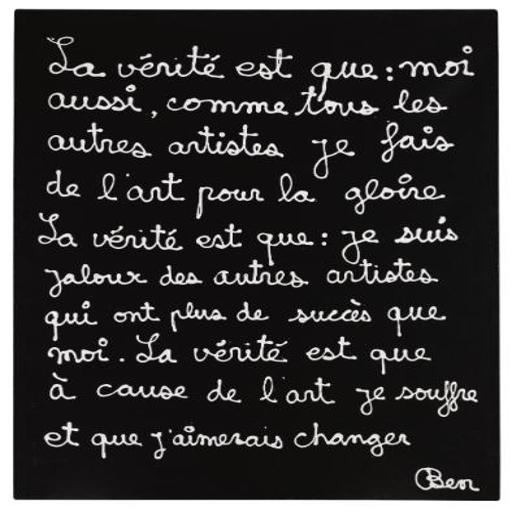 La vérité est que : moi
aussi, comme tous les
autres artistes je fais
de l'art pour la gloire
La vérité est que : je suis
jaloux des autres artistes
qui ont plus de succès que
moi. La vérité est que
à cause de l'art je souffre
et que j'aimerais changer
Ben